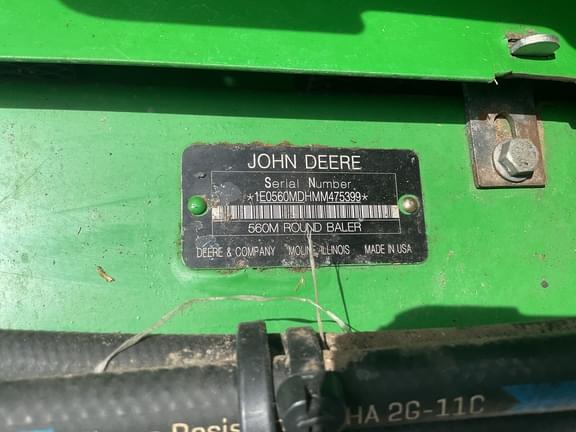 JOHN DEERE
Serial Number
*1E0560MDHMM475399*
560M ROUND BALER
DEERE & COMPANY MOLINE, ILLINOIS MADE IN USA
HA 2G-11C